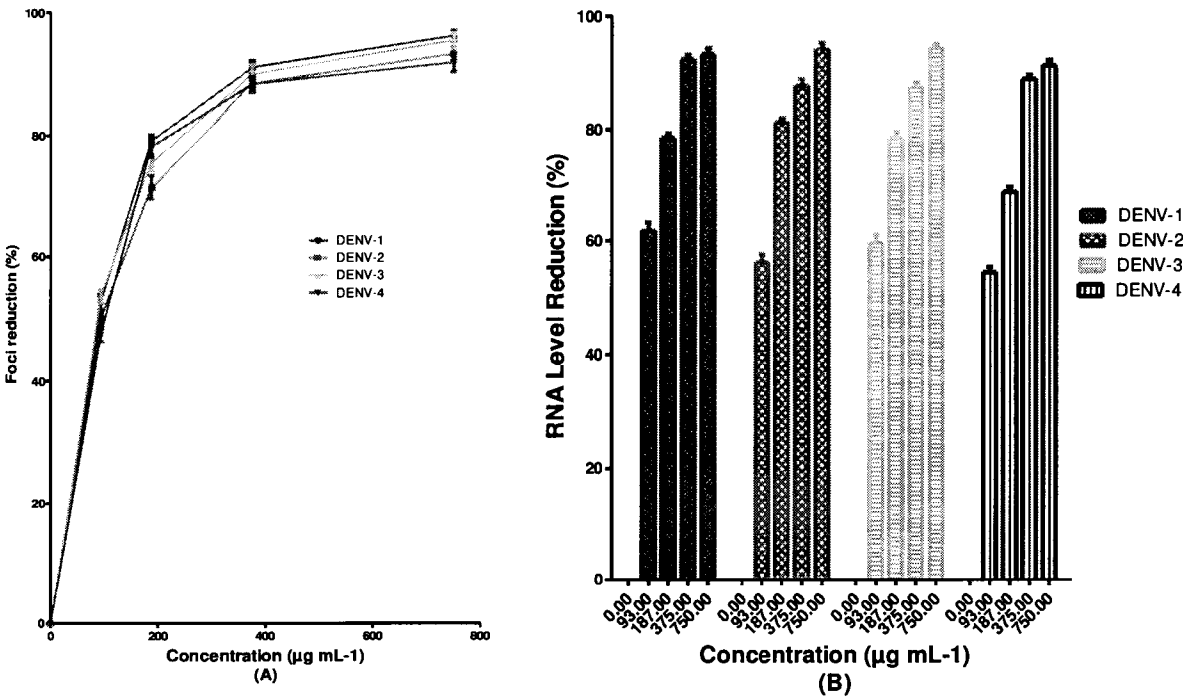 100
80
60
40
20
0
Foci reduction (%)
0 200 400 600 800
Concentration (µg mL-1)
(A)
DENV-1
DENV-2
DENV-3
DENV-4
100
80
60
40
20
0
RNA Level Reduction (%)
0.00 93.00 187.00 375.00 750.00 0.00 93.00 187.00 375.00 750.00 0.00 93.00 187.00 375.00 750.00 0.00 93.00 187.00 375.00 750.00
Concentration (µg mL-1)
(B)
DENV-1
DENV-2
DENV-3
DENV-4